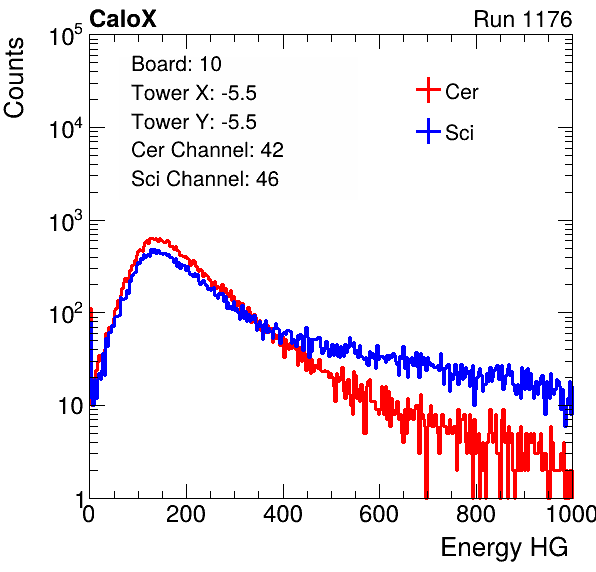 CaloX Run 1176
Counts
10^5
10^4
10^3
10^2
10
1
Board: 10
Tower X: -5.5
Tower Y: -5.5
Cer Channel: 42
Sci Channel: 46
Cer
Sci
0 200 400 600 800 1000
Energy HG